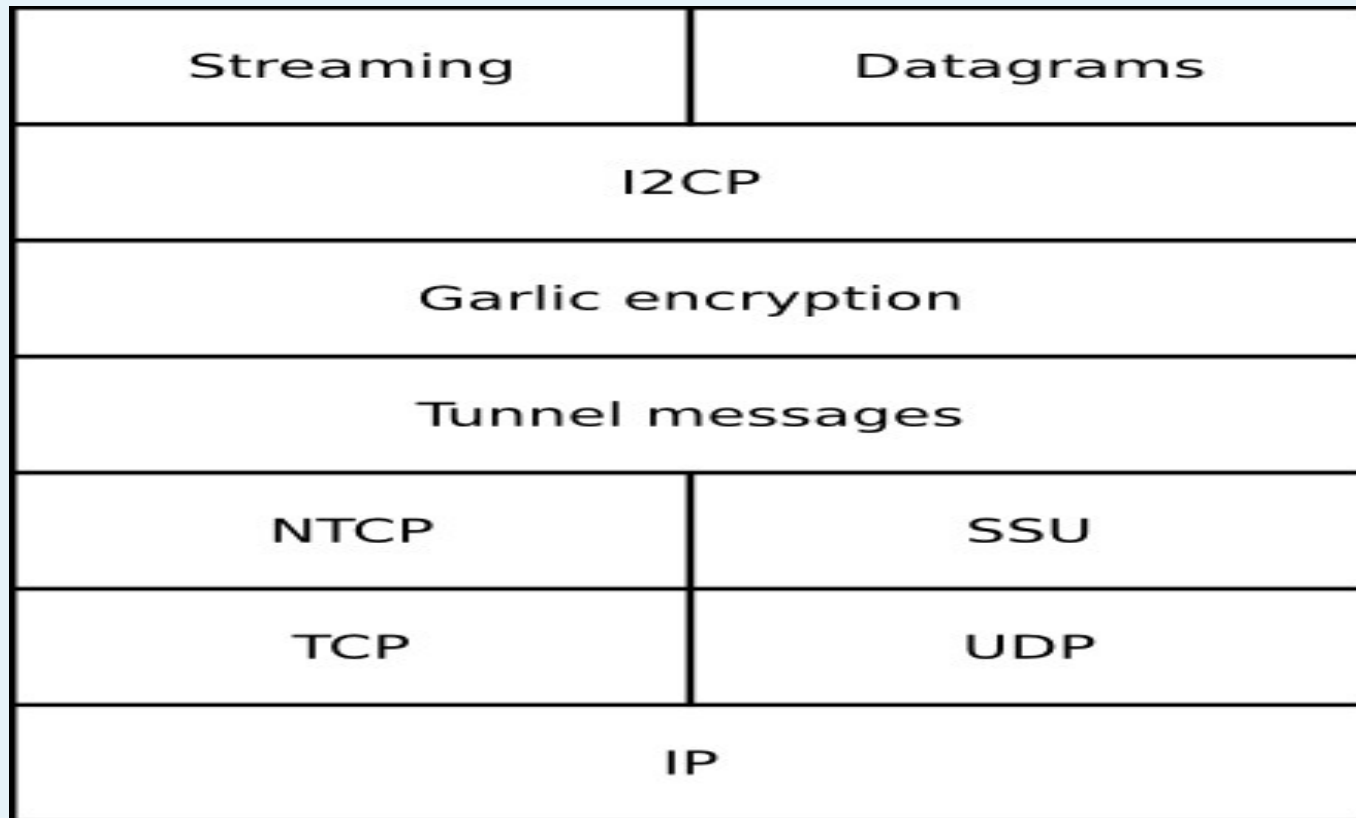 Streaming Datagrams
I2CP
Garlic encryption
Tunnel messages
NTCP SSU
TCP UDP
IP